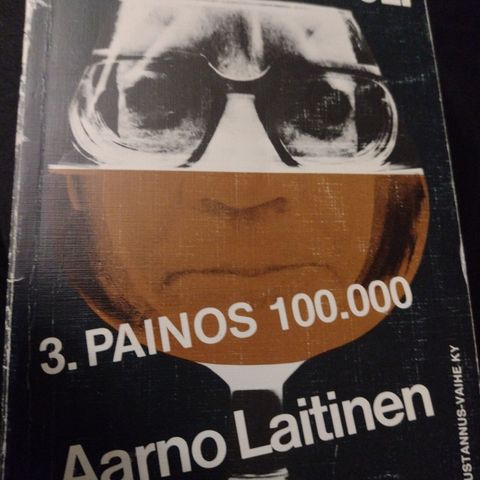 3. PAINOS 100.000
Aarno Laitinen
USTANNUS-VAIHE KY